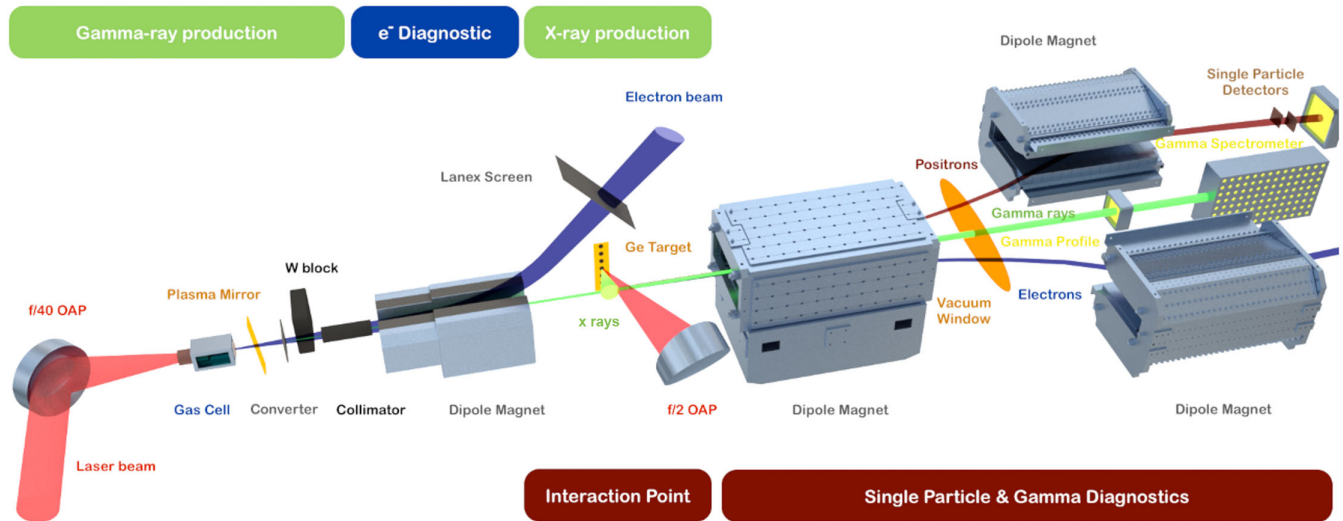 Gamma-ray production
e⁻ Diagnostic
X-ray production
Dipole Magnet
Single Particle
Detectors
Electron beam
Gamma Spectrometer
Lanex Screen
Positrons
Gamma rays
Ge Target
Gamma Profile
W block
Plasma Mirror
f/40 OAP
Electrons
Vacuum
Window
x rays
Gas Cell
Converter
Collimator
Dipole Magnet
f/2 OAP
Dipole Magnet
Dipole Magnet
Laser beam
Interaction Point
Single Particle & Gamma Diagnostics